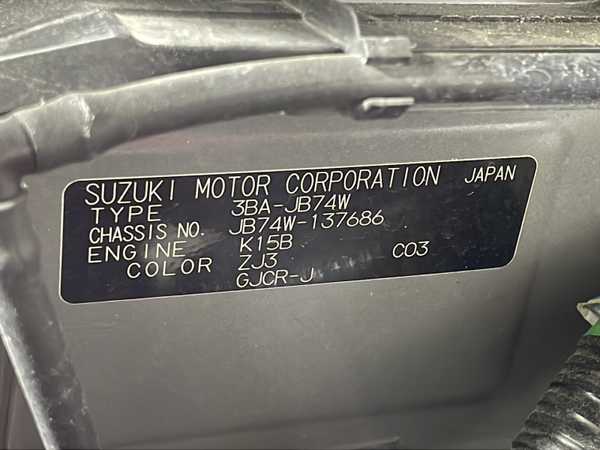 SUZUKI MOTOR CORPORATION JAPAN
TYPE 3BA-JB74W
CHASSIS NO. JB74W-137686
ENGINE K15B
COLOR ZJ3 C03
GJCR-J